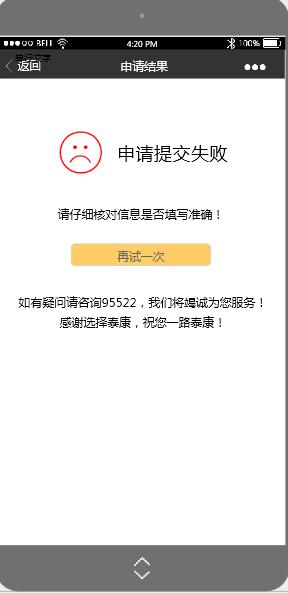 BELL 4:20 PM 100%
返回 申请结果
申请提交失败
请仔细核对信息是否填写准确！
再试一次
如有疑问请咨询95522，我们将竭诚为您服务！
感谢选择泰康，祝您一路泰康！